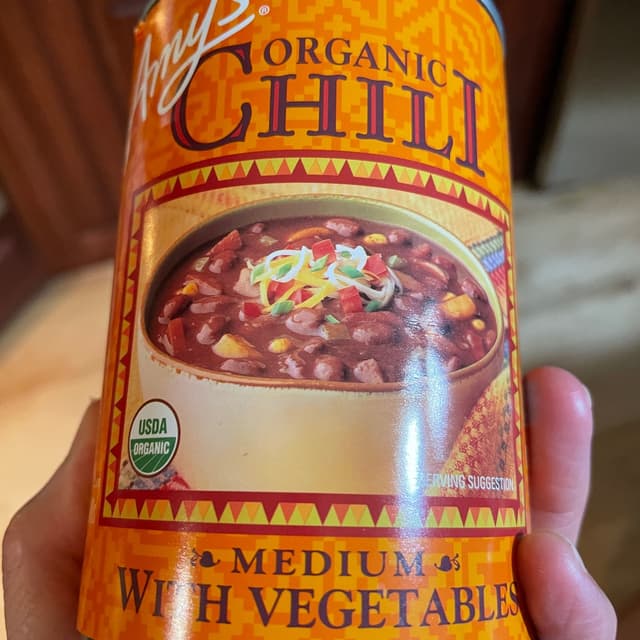 Amy's®
ORGANIC
CHILI
USDA
ORGANIC
SERVING SUGGESTION
MEDIUM
WITH VEGETABLES